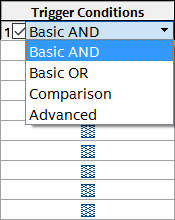 Trigger Conditions
1 Basic AND
Basic AND
Basic OR
Comparison
Advanced